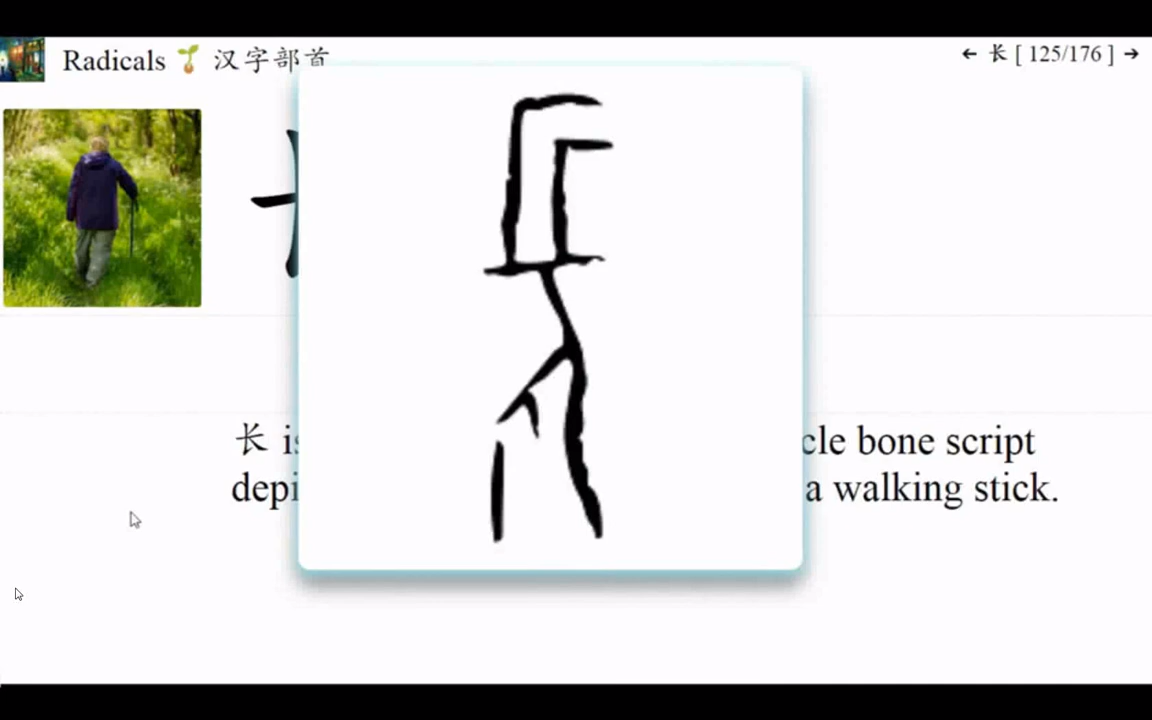 Radicals 🌱 汉字部首
← 长 [ 125/176 ] →
长 is cle bone script
depi a walking stick.